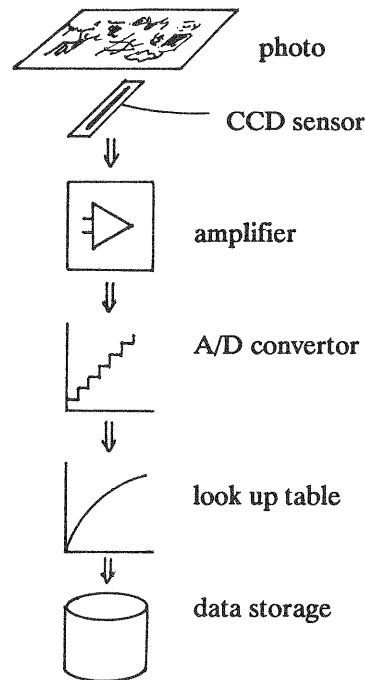 photo
CCD sensor
amplifier
A/D convertor
look up table
data storage